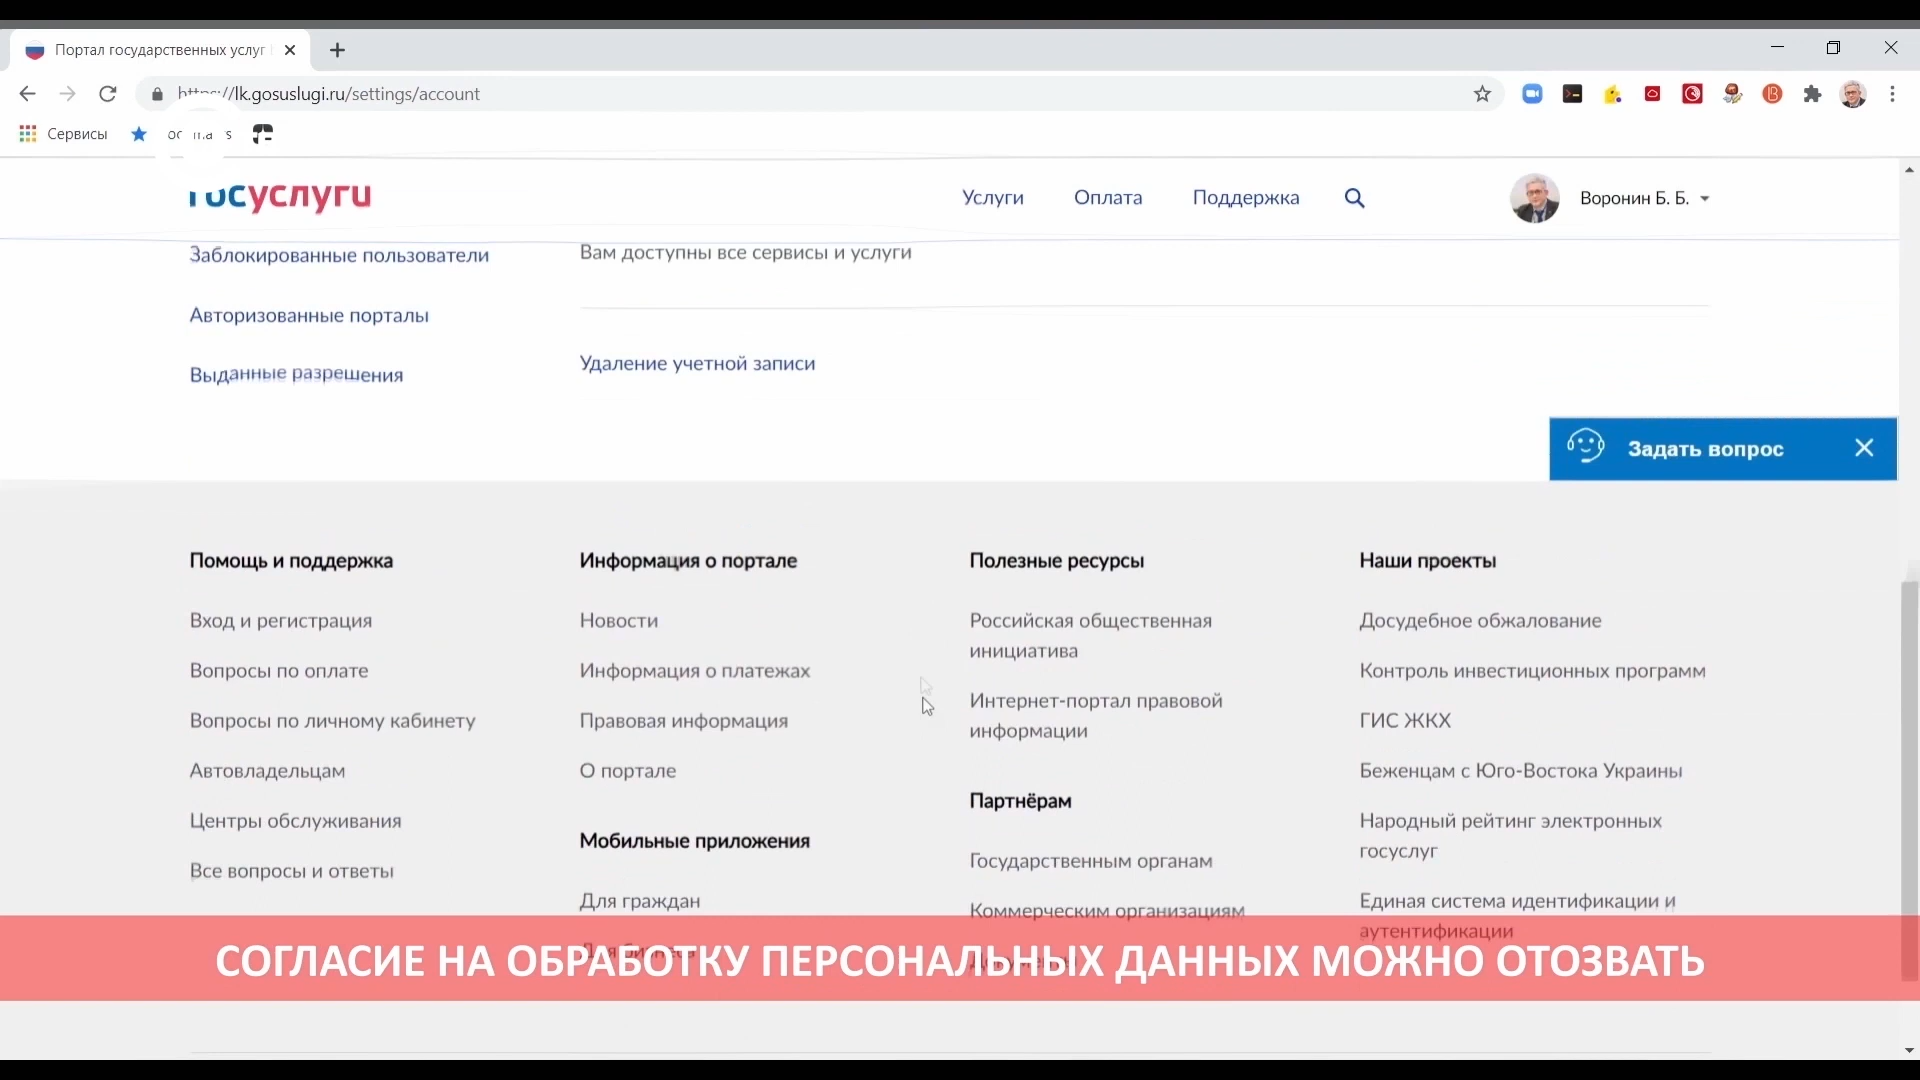 Портал государственных услуг
https://lk.gosuslugi.ru/settings/account
Сервисы
госуслуги
Услуги
Оплата
Поддержка
Воронин Б. Б.
Заблокированные пользователи
Авторизованные порталы
Выданные разрешения
Вам доступны все сервисы и услуги
Удаление учетной записи
Задать вопрос
Помощь и поддержка
Вход и регистрация
Вопросы по оплате
Вопросы по личному кабинету
Автовладельцам
Центры обслуживания
Все вопросы и ответы
Информация о портале
Новости
Информация о платежах
Правовая информация
О портале
Мобильные приложения
Для граждан
Для бизнеса
Полезные ресурсы
Российская общественная
инициатива
Интернет-портал правовой
информации
Партнёрам
Государственным органам
Коммерческим организациям
Наши проекты
Досудебное обжалование
Контроль инвестиционных программ
ГИС ЖКХ
Беженцам с Юго-Востока Украины
Народный рейтинг электронных
госуслуг
Единая система идентификации и
аутентификации
СОГЛАСИЕ НА ОБРАБОТКУ ПЕРСОНАЛЬНЫХ ДАННЫХ МОЖНО ОТОЗВАТЬ